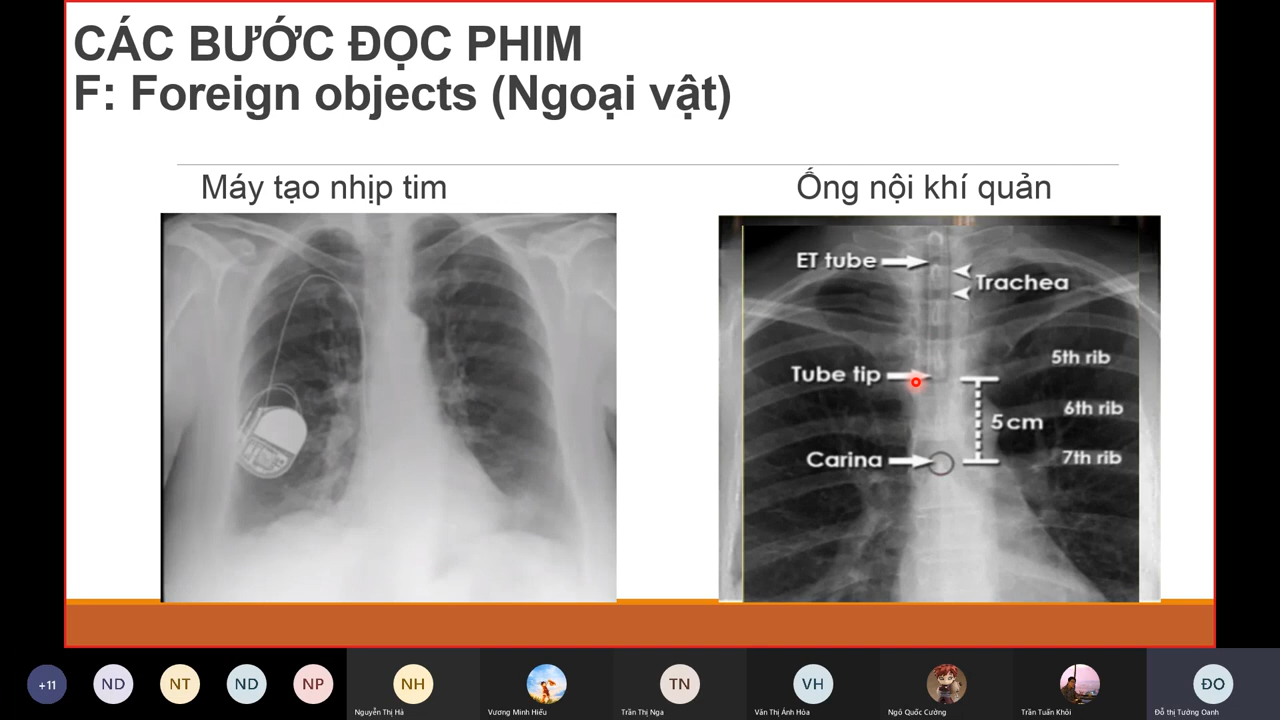 CÁC BƯỚC ĐỌC PHIM
F: Foreign objects (Ngoại vật)
Máy tạo nhịp tim
Ống nội khí quản
ET tube
Trachea
5th rib
Tube tip
6th rib
5 cm
7th rib
Carina
+11
ND
NT
ND
NP
NH
TN
VH
ĐO
Nguyễn Thị Hà
Vương Minh Hiếu
Trần Thị Nga
Văn Thị Ánh Hòa
Ngô Quốc Cường
Trần Tuấn Khôi
Đỗ thị Tường Oanh